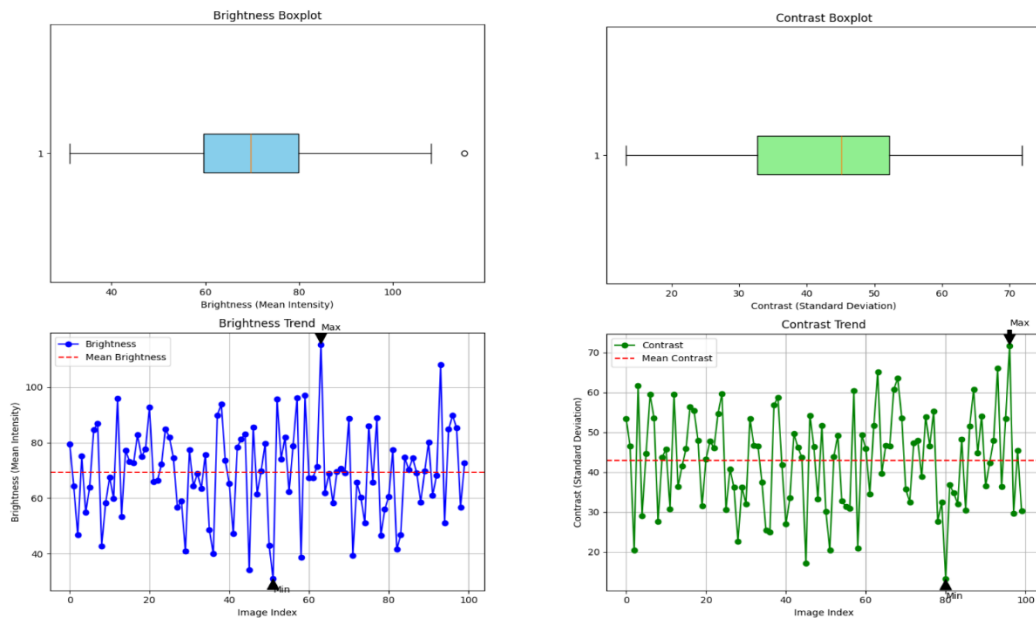 Brightness Boxplot
1
40 60 80 100
Brightness (Mean Intensity)
Contrast Boxplot
1
20 30 40 50 60 70
Contrast (Standard Deviation)
Brightness Trend
Max
Brightness
Mean Brightness
Brightness (Mean Intensity)
100
80
60
40
Min
0 20 40 60 80 100
Image Index
Contrast Trend
Max
Contrast
Mean Contrast
Contrast (Standard Deviation)
70
60
50
40
30
20
Min
0 20 40 60 80 100
Image Index